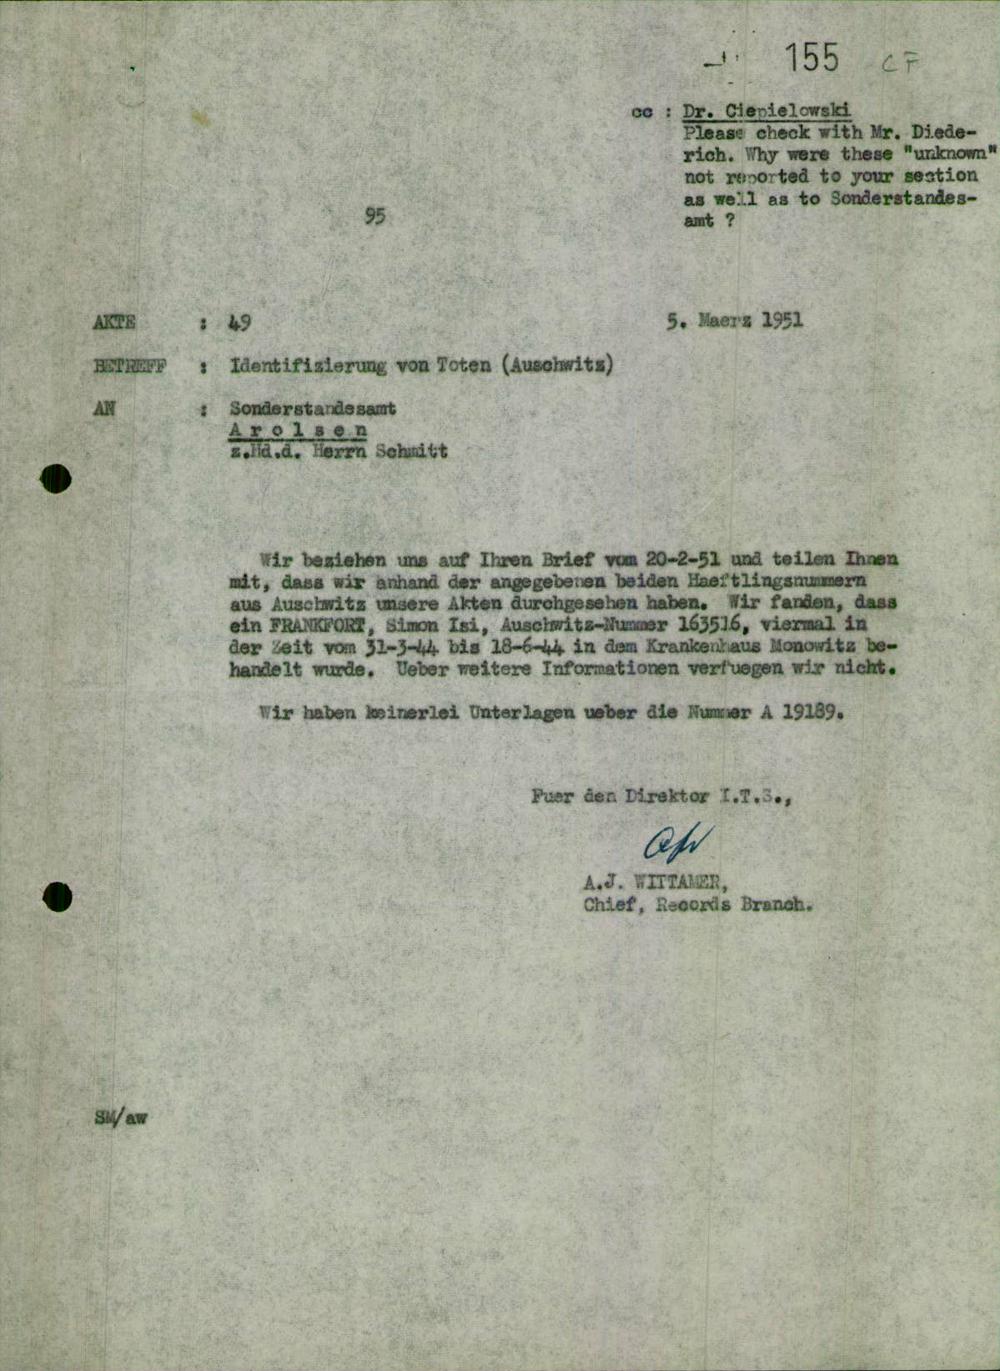 155 CF
cc : Dr. Ciepielowski
Please check with Mr. Diede-
rich. Why were these "unknown"
not reported to your section
as well as to Sonderstandes-
amt ?
95
AKTE : 49 5. Maerz 1951
BETREFF : Identifizierung von Toten (Auschwitz)
AN : Sonderstandesamt
A r o l s e n
z.Hd.d. Herrn Schmitt
Wir beziehen uns auf Ihren Brief vom 20-2-51 und teilen Ihnen
mit, dass wir anhand der angegebenen beiden Haeftlingsnummern
aus Auschwitz unsere Akten durchgesehen haben. Wir fanden, dass
ein FRANKFORT, Simon Isi, Auschwitz-Nummer 163516, viermal in
der Zeit vom 31-3-44 bis 18-6-44 in dem Krankenhaus Monowitz be-
handelt wurde. Ueber weitere Informationen verfuegen wir nicht.
Wir haben keinerlei Unterlagen ueber die Nummer A 19189.
Fuer den Direktor I.T.S.,
A.J. WITTAMER,
Chief, Records Branch.
SM/aw